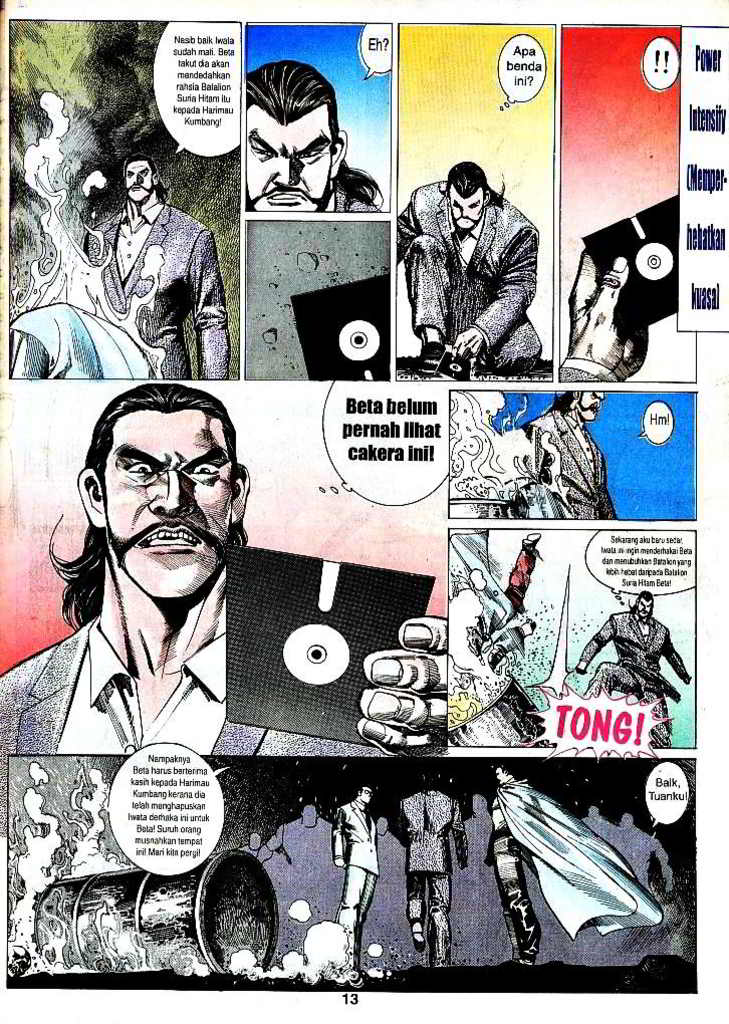 Nasib baik Iwata
sudah mati. Beta
takut dia akan
mendedahkan
rahsia Batalion
Suria Hitam itu
kepada Harimau
Kumbang!
Eh?
Apa
benda
ini?
!!
Power
Intensify
(Memper-
hebatkan
kuasa)
Beta belum
pernah lihat
cakera ini!
Hm!
Sekarang aku baru sedar,
Iwata ini ingin menderhakai Beta
dan menubuhkan Batalion yang
lebih hebat daripada Batalion
Suria Hitam Beta!
TONG!
Nampaknya
Beta harus berterima
kasih kepada Harimau
Kumbang kerana dia
telah menghapuskan
Iwata derhaka ini untuk
Beta! Suruh orang
musnahkan tempat
ini! Mari kita pergi!
Baik,
Tuanku!
13